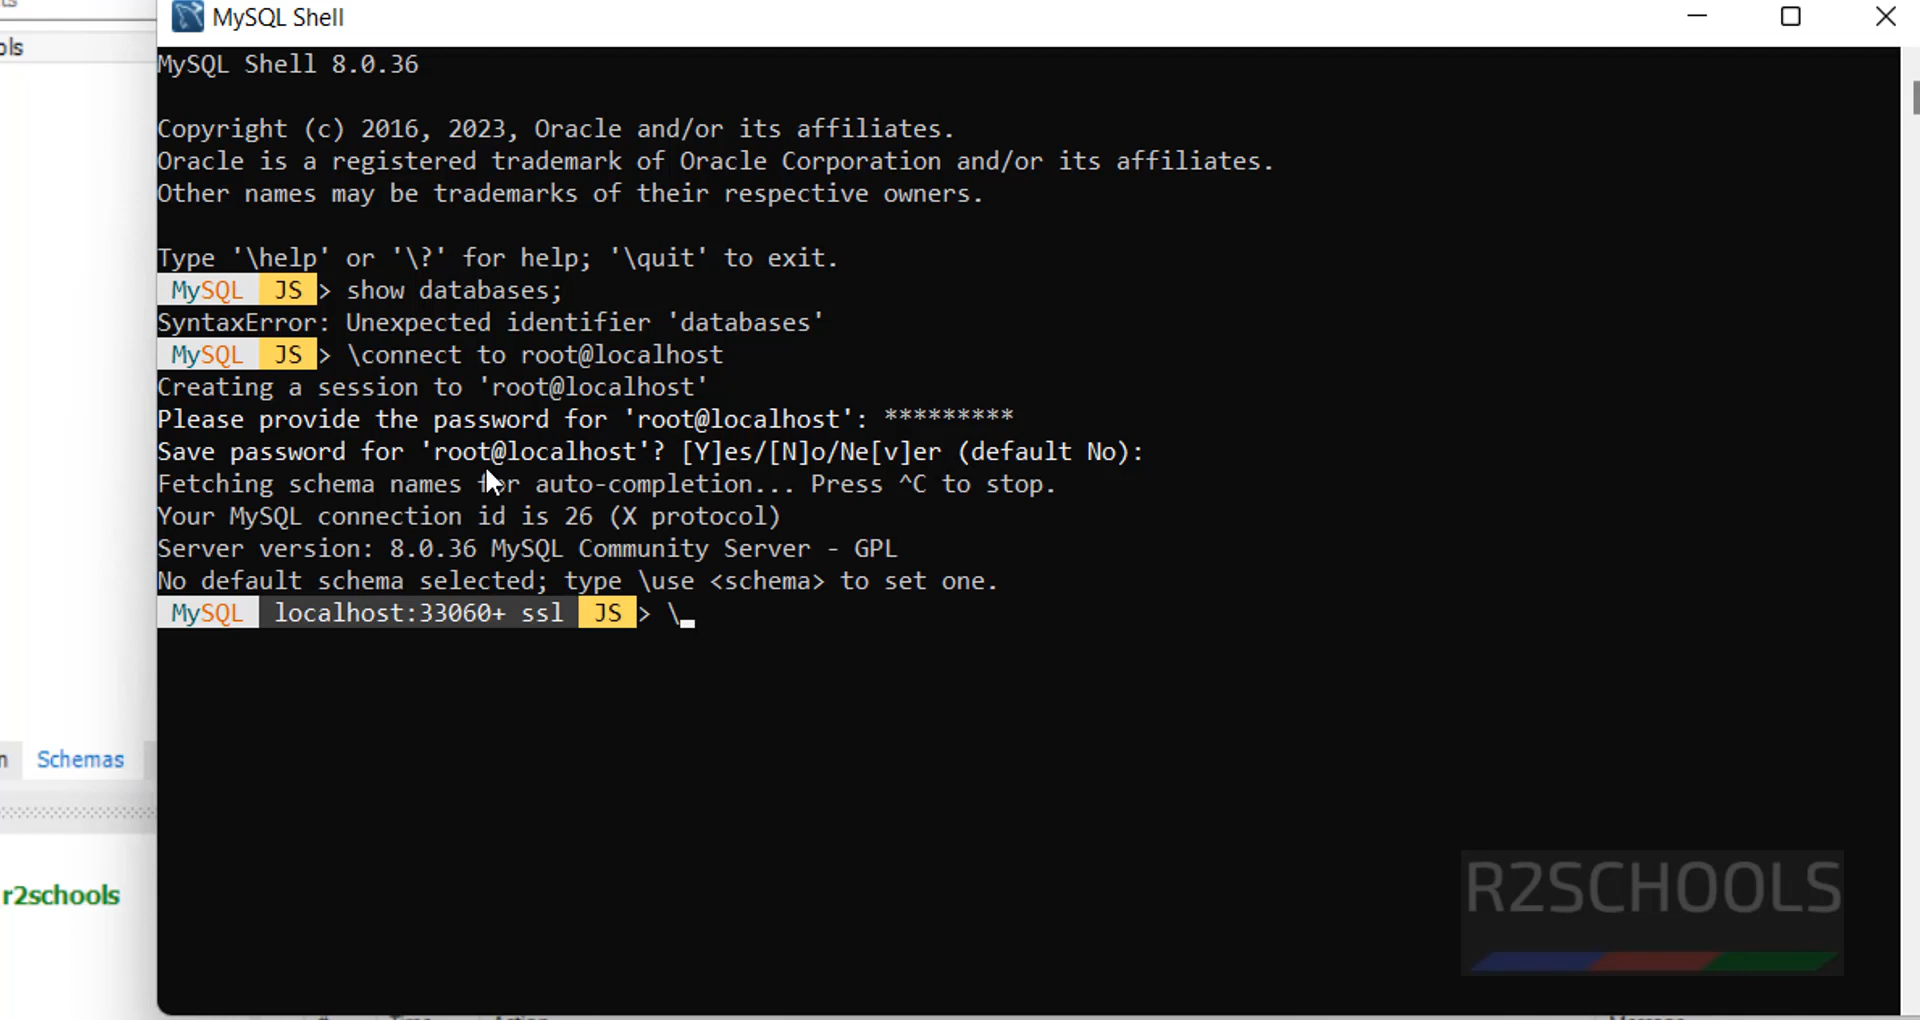 MySQL Shell
ols
MySQL Shell 8.0.36
Copyright (c) 2016, 2023, Oracle and/or its affiliates.
Oracle is a registered trademark of Oracle Corporation and/or its affiliates.
Other names may be trademarks of their respective owners.
Type '\help' or '\?' for help; '\quit' to exit.
MySQL JS > show databases;
SyntaxError: Unexpected identifier 'databases'
MySQL JS > \connect to root@localhost
Creating a session to 'root@localhost'
Please provide the password for 'root@localhost': *********
Save password for 'root@localhost'? [Y]es/[N]o/Ne[v]er (default No):
Fetching schema names for auto-completion... Press ^C to stop.
Your MySQL connection id is 26 (X protocol)
Server version: 8.0.36 MySQL Community Server - GPL
No default schema selected; type \use <schema> to set one.
MySQL localhost:33060+ ssl JS > \
Schemas
r2schools
R2SCHOOLS